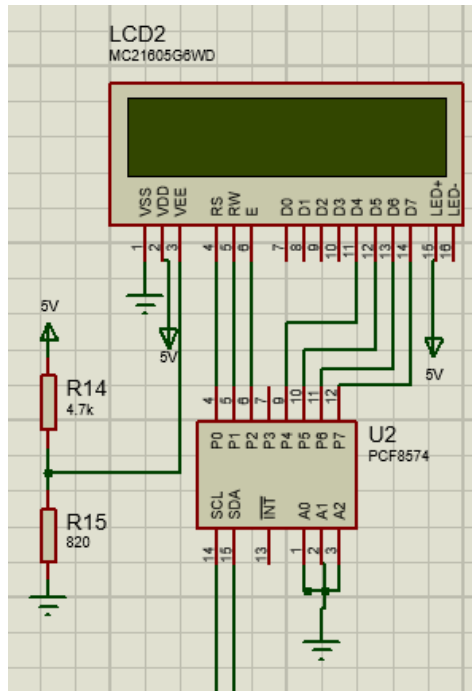 LCD2
MC21605G6WD
VSS VDD VEE RS RW E D0 D1 D2 D3 D4 D5 D6 D7 LED+ LED-
1 2 3 4 5 6 7 8 9 10 11 12 13 14 15 16
5V
5V
5V
R14
4.7k
4 5 6 7 9 10 11 12
P0 P1 P2 P3 P4 P5 P6 P7
U2
PCF8574
R15
820
SCL SDA INT A0 A1 A2
14 15 13 1 2 3